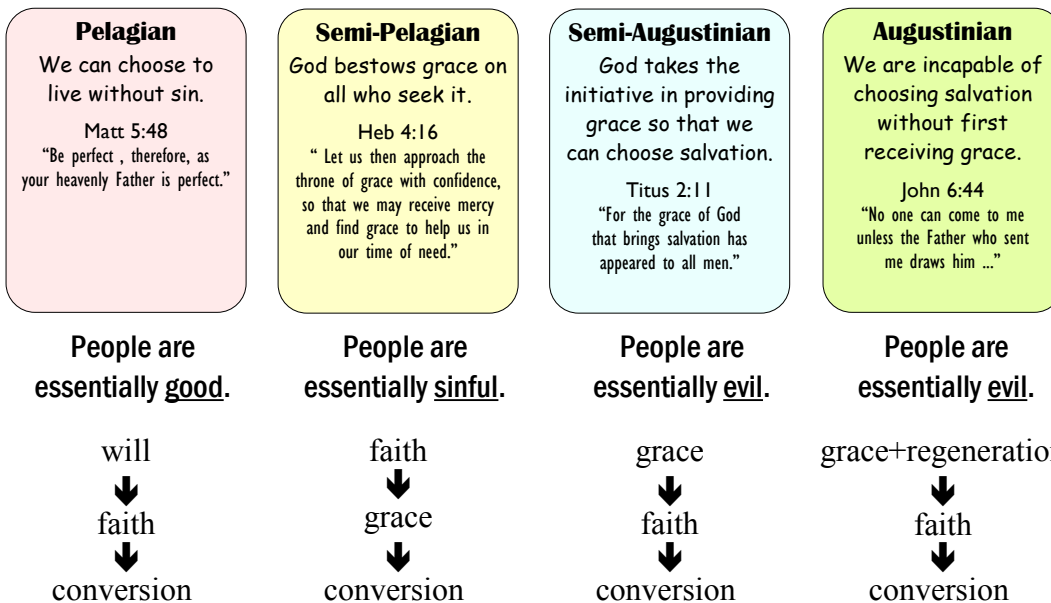 Pelagian
We can choose to
live without sin.
Matt 5:48
“Be perfect , therefore, as
your heavenly Father is perfect.”
Semi-Pelagian
God bestows grace on
all who seek it.
Heb 4:16
“ Let us then approach the
throne of grace with confidence,
so that we may receive mercy
and find grace to help us in
our time of need.”
Semi-Augustinian
God takes the
initiative in providing
grace so that we
can choose salvation.
Titus 2:11
“For the grace of God
that brings salvation has
appeared to all men.”
Augustinian
We are incapable of
choosing salvation
without first
receiving grace.
John 6:44
“No one can come to me
unless the Father who sent
me draws him ...”
People are
essentially good.
People are
essentially sinful.
People are
essentially evil.
People are
essentially evil.
will
faith
conversion
faith
grace
conversion
grace
faith
conversion
grace+regeneration
faith
conversion